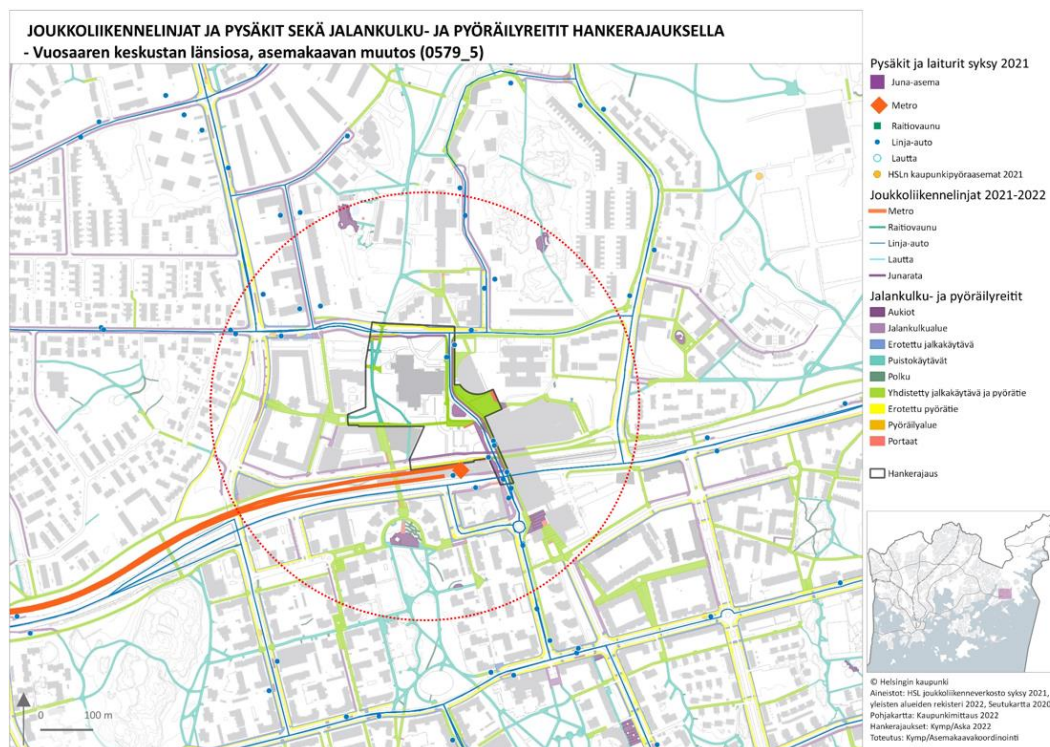 JOUKKOLIIKENNELINJAT JA PYSÄKIT SEKÄ JALANKULKU- JA PYÖRÄILYREITIT HANKERAJAUKSELLA
- Vuosaaren keskustan länsiosa, asemakaavan muutos (0579_5)
Pysäkit ja laiturit syksy 2021
Juna-asema
Metro
Raitiovaunu
Linja-auto
Lautta
HSLn kaupunkipyöraasemat 2021
Joukkoliikennelinjat 2021-2022
Metro
Raitiovaunu
Linja-auto
Lautta
Junarata
Jalankulku- ja pyöräilyreitit
Aukiot
Jalankulkualue
Erotettu jalkakäytävä
Puistokäytävät
Polku
Yhdistetty jalkakäytävä ja pyörätie
Erotettu pyörätie
Pyöräilyalue
Portaat
Hankerajaus
0 100 m
© Helsingin kaupunki
Aineistot: HSL joukkoliikenneverkosto syksy 2021,
yleisten alueiden rekisteri 2022, Seutukartta 2020
Pohjakartta: Kaupunkimittaus 2022
Hankerajaukset: Kymp/Aska 2022
Toteutus: Kymp/Asemakaavakoordinointi